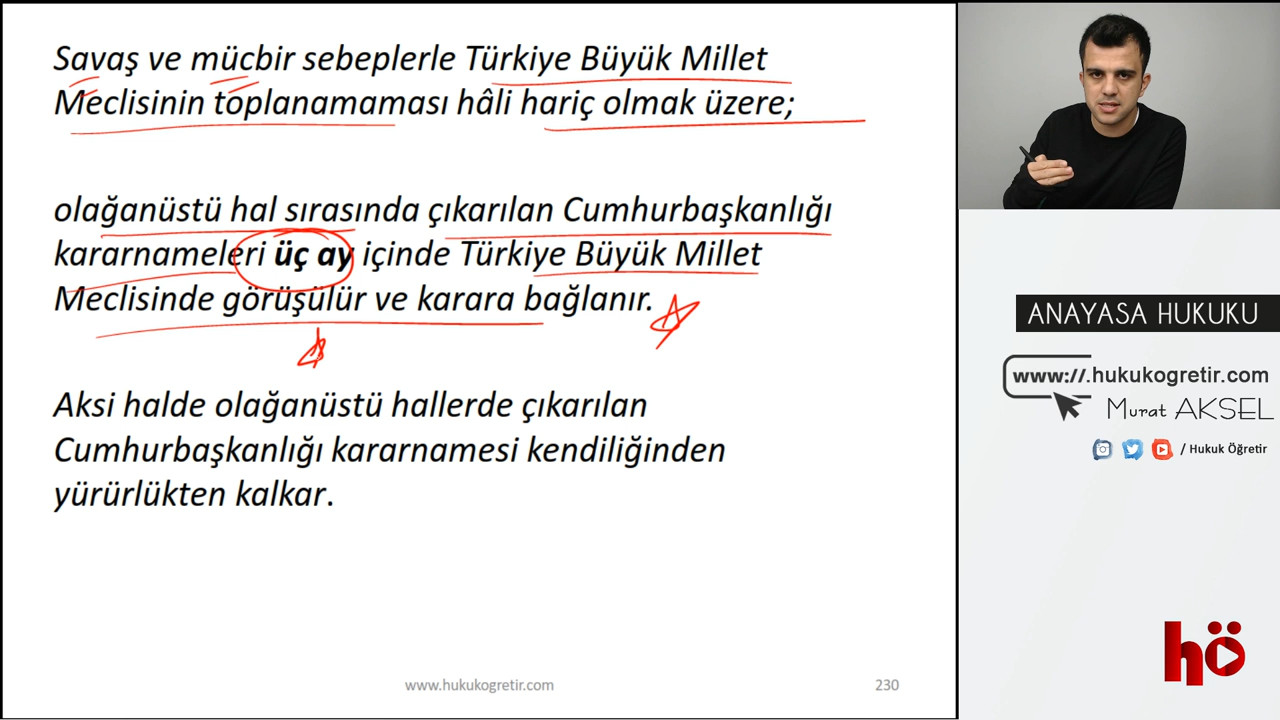 Savaş ve mücbir sebeplerle Türkiye Büyük Millet
Meclisinin toplanamaması hâli hariç olmak üzere;
olağanüstü hal sırasında çıkarılan Cumhurbaşkanlığı
kararnameleri üç ay içinde Türkiye Büyük Millet
Meclisinde görüşülür ve karara bağlanır.
Aksi halde olağanüstü hallerde çıkarılan
Cumhurbaşkanlığı kararnamesi kendiliğinden
yürürlükten kalkar.
www.hukukogretir.com
230
ANAYASA HUKUKU
www://.hukukogretir.com
Murat AKSEL
/ Hukuk Öğretir
hö